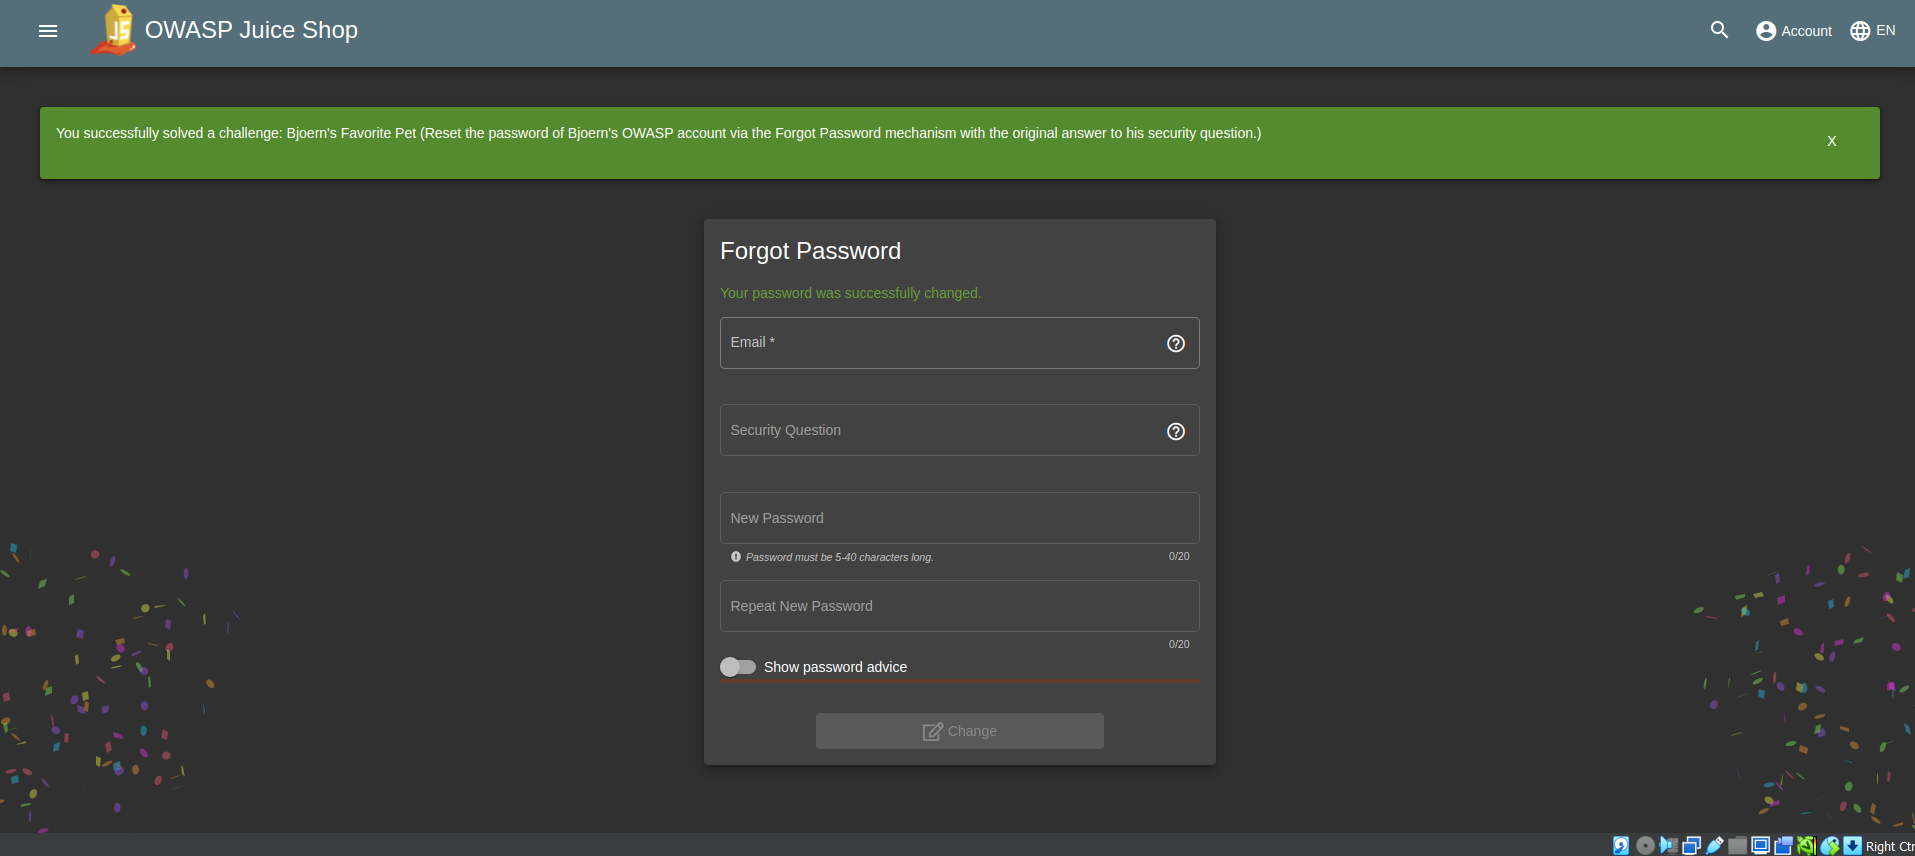 OWASP Juice Shop
Account
EN
You successfully solved a challenge: Bjoern's Favorite Pet (Reset the password of Bjoern's OWASP account via the Forgot Password mechanism with the original answer to his security question.)
X
Forgot Password
Your password was successfully changed.
Email *
Security Question
New Password
Password must be 5-40 characters long.
0/20
Repeat New Password
0/20
Show password advice
Change
Right Ctr